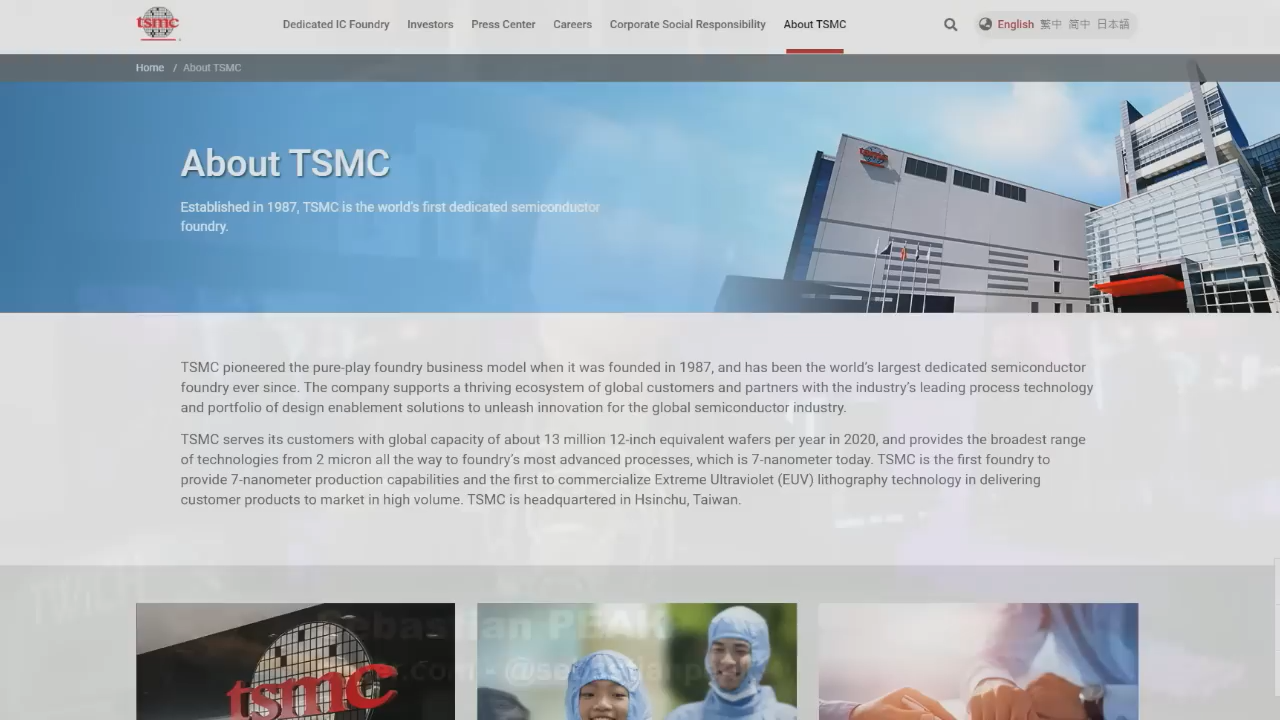 tsmc
Dedicated IC Foundry Investors Press Center Careers Corporate Social Responsibility About TSMC
English 繁中 简中 日本語
Home / About TSMC
About TSMC
Established in 1987, TSMC is the world's first dedicated semiconductor
foundry.
TSMC pioneered the pure-play foundry business model when it was founded in 1987, and has been the world's largest dedicated semiconductor
foundry ever since. The company supports a thriving ecosystem of global customers and partners with the industry's leading process technology
and portfolio of design enablement solutions to unleash innovation for the global semiconductor industry.
TSMC serves its customers with global capacity of about 13 million 12-inch equivalent wafers per year in 2020, and provides the broadest range
of technologies from 2 micron all the way to foundry's most advanced processes, which is 7-nanometer today. TSMC is the first foundry to
provide 7-nanometer production capabilities and the first to commercialize Extreme Ultraviolet (EUV) lithography technology in delivering
customer products to market in high volume. TSMC is headquartered in Hsinchu, Taiwan.
Sebastian PEAK
tsmc